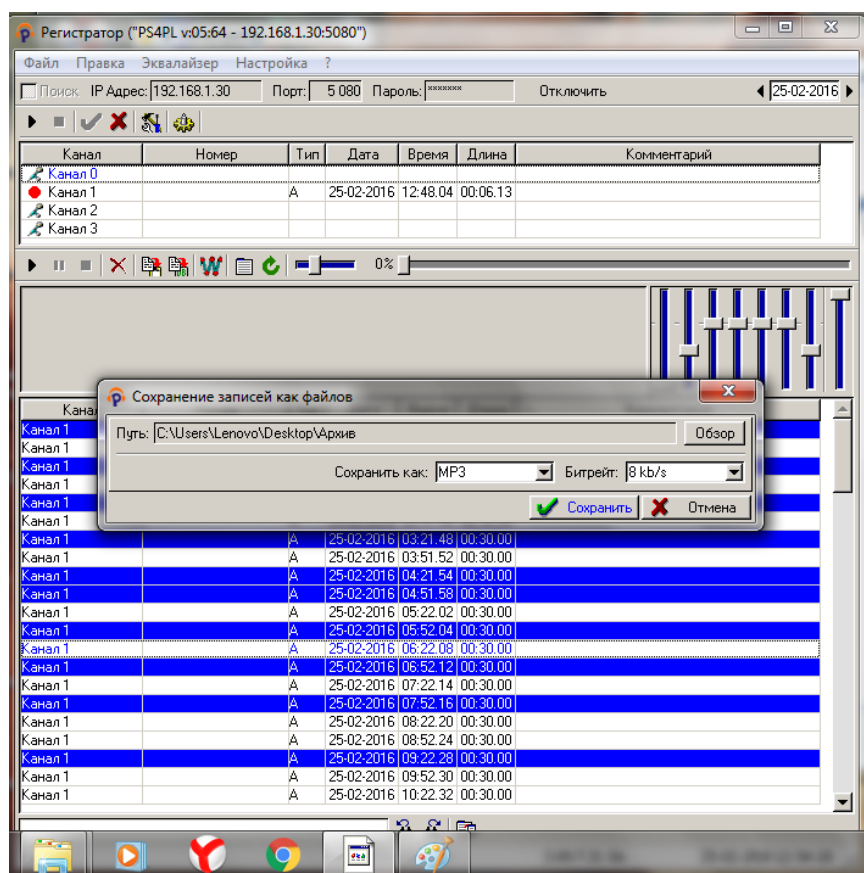 Регистратор ("PS4PL v:05:64 - 192.168.1.30:5080")
Файл Правка Эквалайзер Настройка ?
Поиск IP Адрес: 192.168.1.30 Порт: 5 080 Пароль: ******* Отключить 25-02-2016
Канал Номер Тип Дата Время Длина Комментарий
Канал 0
Канал 1 A 25-02-2016 12:48.04 00:06.13
Канал 2
Канал 3
0%
Сохранение записей как файлов
Кана
Канал 1
Путь: C:\Users\Lenovo\Desktop\Архив Обзор
Канал 1
Канал 1
Сохранить как: MP3 Битрейт: 8 kb/s
Канал 1
Канал 1
Сохранить Отмена
Канал 1
Канал 1 A 25-02-2016 03:21.48 00:30.00
Канал 1 A 25-02-2016 03:51.52 00:30.00
Канал 1 A 25-02-2016 04:21.54 00:30.00
Канал 1 A 25-02-2016 04:51.58 00:30.00
Канал 1 A 25-02-2016 05:22.02 00:30.00
Канал 1 A 25-02-2016 05:52.04 00:30.00
Канал 1 A 25-02-2016 06:22.08 00:30.00
Канал 1 A 25-02-2016 06:52.12 00:30.00
Канал 1 A 25-02-2016 07:22.14 00:30.00
Канал 1 A 25-02-2016 07:52.16 00:30.00
Канал 1 A 25-02-2016 08:22.20 00:30.00
Канал 1 A 25-02-2016 08:52.24 00:30.00
Канал 1 A 25-02-2016 09:22.28 00:30.00
Канал 1 A 25-02-2016 09:52.30 00:30.00
Канал 1 A 25-02-2016 10:22.32 00:30.00